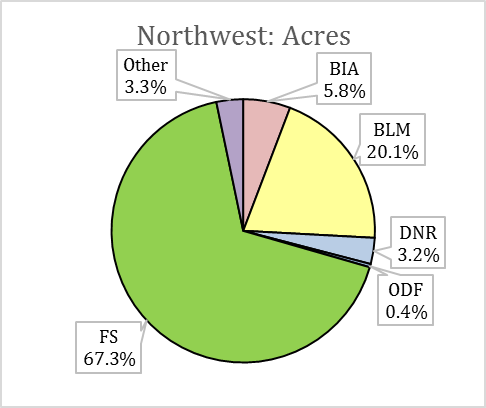 Northwest: Acres
Other
3.3%
BIA
5.8%
BLM
20.1%
DNR
3.2%
ODF
0.4%
FS
67.3%